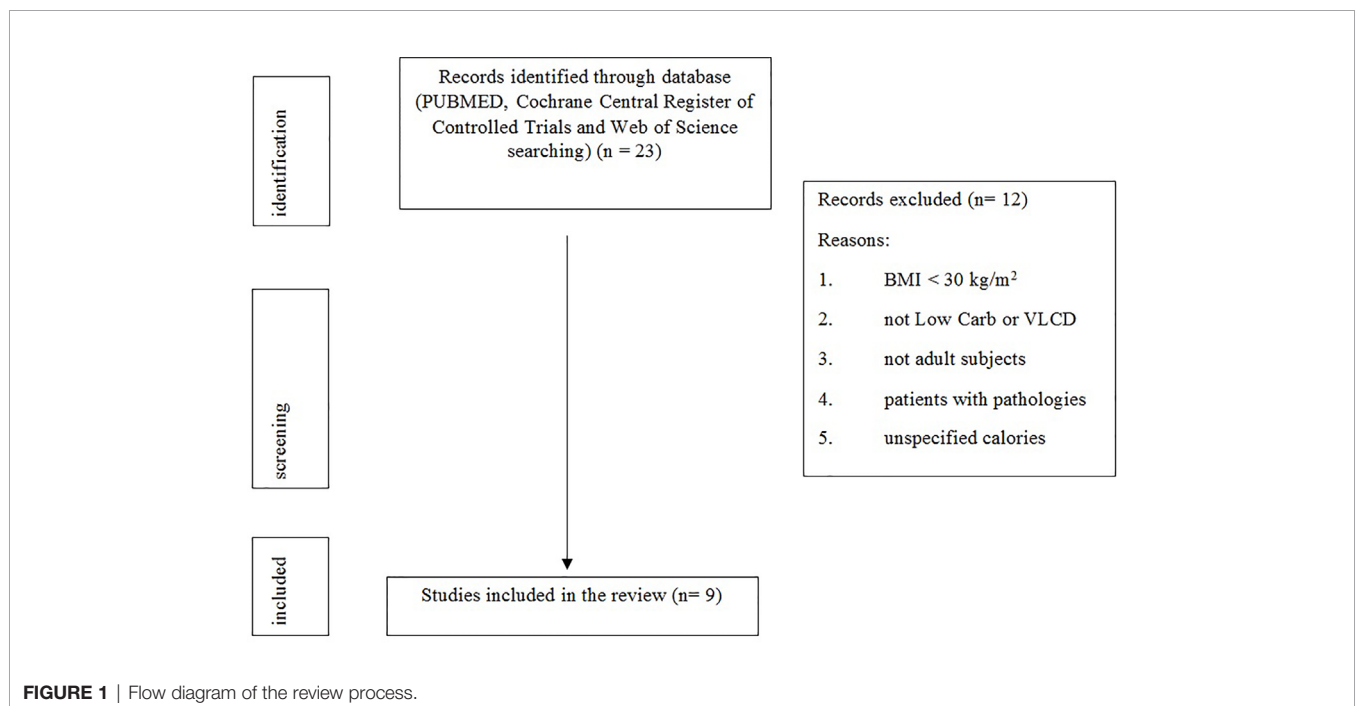 identification
Records identified through database
(PUBMED, Cochrane Central Register of
Controlled Trials and Web of Science
searching) (n = 23)
Records excluded (n= 12)
Reasons:
1. BMI < 30 kg/m²
2. not Low Carb or VLCD
3. not adult subjects
4. patients with pathologies
5. unspecified calories
screening
included
Studies included in the review (n= 9)
FIGURE 1 | Flow diagram of the review process.